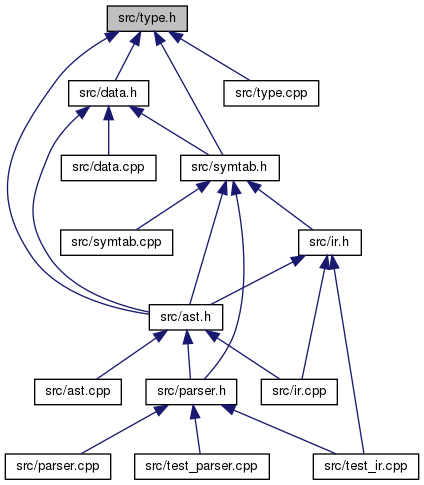 src/type.h
src/data.h
src/type.cpp
src/data.cpp
src/symtab.h
src/symtab.cpp
src/ir.h
src/ast.h
src/ast.cpp
src/parser.h
src/ir.cpp
src/parser.cpp
src/test_parser.cpp
src/test_ir.cpp